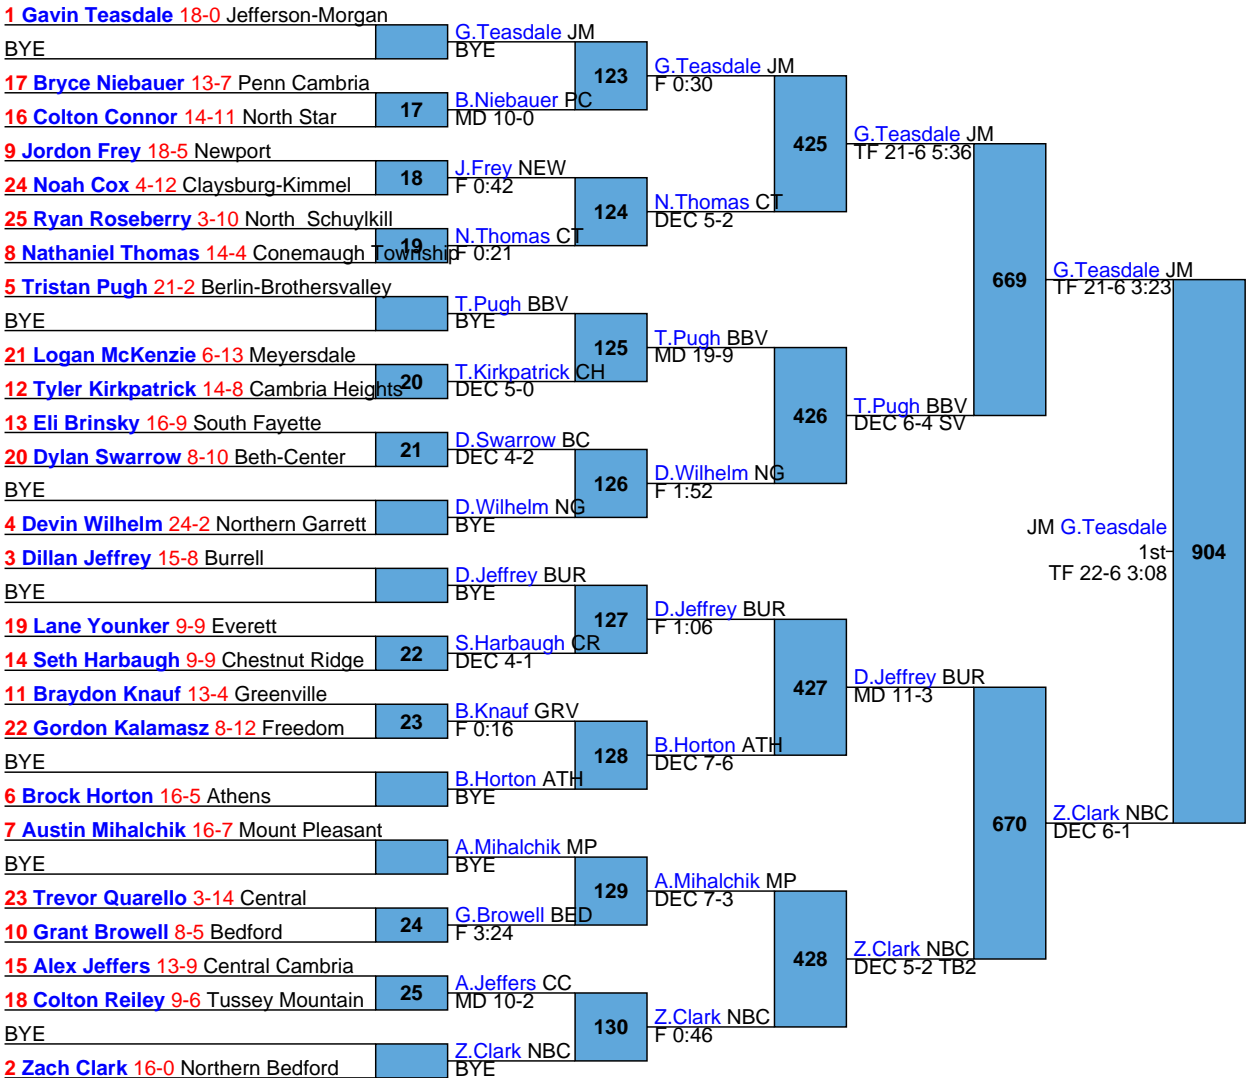 1 Gavin Teasdale 18-0 Jefferson-Morgan
BYE
17 Bryce Niebauer 13-7 Penn Cambria
16 Colton Connor 14-11 North Star
9 Jordon Frey 18-5 Newport
24 Noah Cox 4-12 Claysburg-Kimmel
25 Ryan Roseberry 3-10 North Schuylkill
8 Nathaniel Thomas 14-4 Conemaugh Township
5 Tristan Pugh 21-2 Berlin-Brothersvalley
BYE
21 Logan McKenzie 6-13 Meyersdale
12 Tyler Kirkpatrick 14-8 Cambria Heights
13 Eli Brinsky 16-9 South Fayette
20 Dylan Swarrow 8-10 Beth-Center
BYE
4 Devin Wilhelm 24-2 Northern Garrett
3 Dillan Jeffrey 15-8 Burrell
BYE
19 Lane Younker 9-9 Everett
14 Seth Harbaugh 9-9 Chestnut Ridge
11 Braydon Knauf 13-4 Greenville
22 Gordon Kalamasz 8-12 Freedom
BYE
6 Brock Horton 16-5 Athens
7 Austin Mihalchik 16-7 Mount Pleasant
BYE
23 Trevor Quarello 3-14 Central
10 Grant Browell 8-5 Bedford
15 Alex Jeffers 13-9 Central Cambria
18 Colton Reiley 9-6 Tussey Mountain
BYE
2 Zach Clark 16-0 Northern Bedford
17
18
19
20
21
22
23
24
25
G.Teasdale JM
BYE
B.Niebauer PC
MD 10-0
J.Frey NEW
F 0:42
N.Thomas CT
F 0:21
T.Pugh BBV
BYE
T.Kirkpatrick CH
DEC 5-0
D.Swarrow BC
DEC 4-2
D.Wilhelm NG
BYE
D.Jeffrey BUR
BYE
S.Harbaugh CR
DEC 4-1
B.Knauf GRV
F 0:16
B.Horton ATH
BYE
A.Mihalchik MP
BYE
G.Browell BED
F 3:24
A.Jeffers CC
MD 10-2
Z.Clark NBC
BYE
123
124
125
126
127
128
129
130
G.Teasdale JM
F 0:30
N.Thomas CT
DEC 5-2
T.Pugh BBV
MD 19-9
D.Wilhelm NG
F 1:52
D.Jeffrey BUR
F 1:06
B.Horton ATH
DEC 7-6
A.Mihalchik MP
DEC 7-3
Z.Clark NBC
F 0:46
425
426
427
428
G.Teasdale JM
TF 21-6 5:36
T.Pugh BBV
DEC 6-4 SV
D.Jeffrey BUR
MD 11-3
Z.Clark NBC
DEC 5-2 TB2
669
670
G.Teasdale JM
TF 21-6 3:23
Z.Clark NBC
DEC 6-1
904
JM G.Teasdale
1st
TF 22-6 3:08